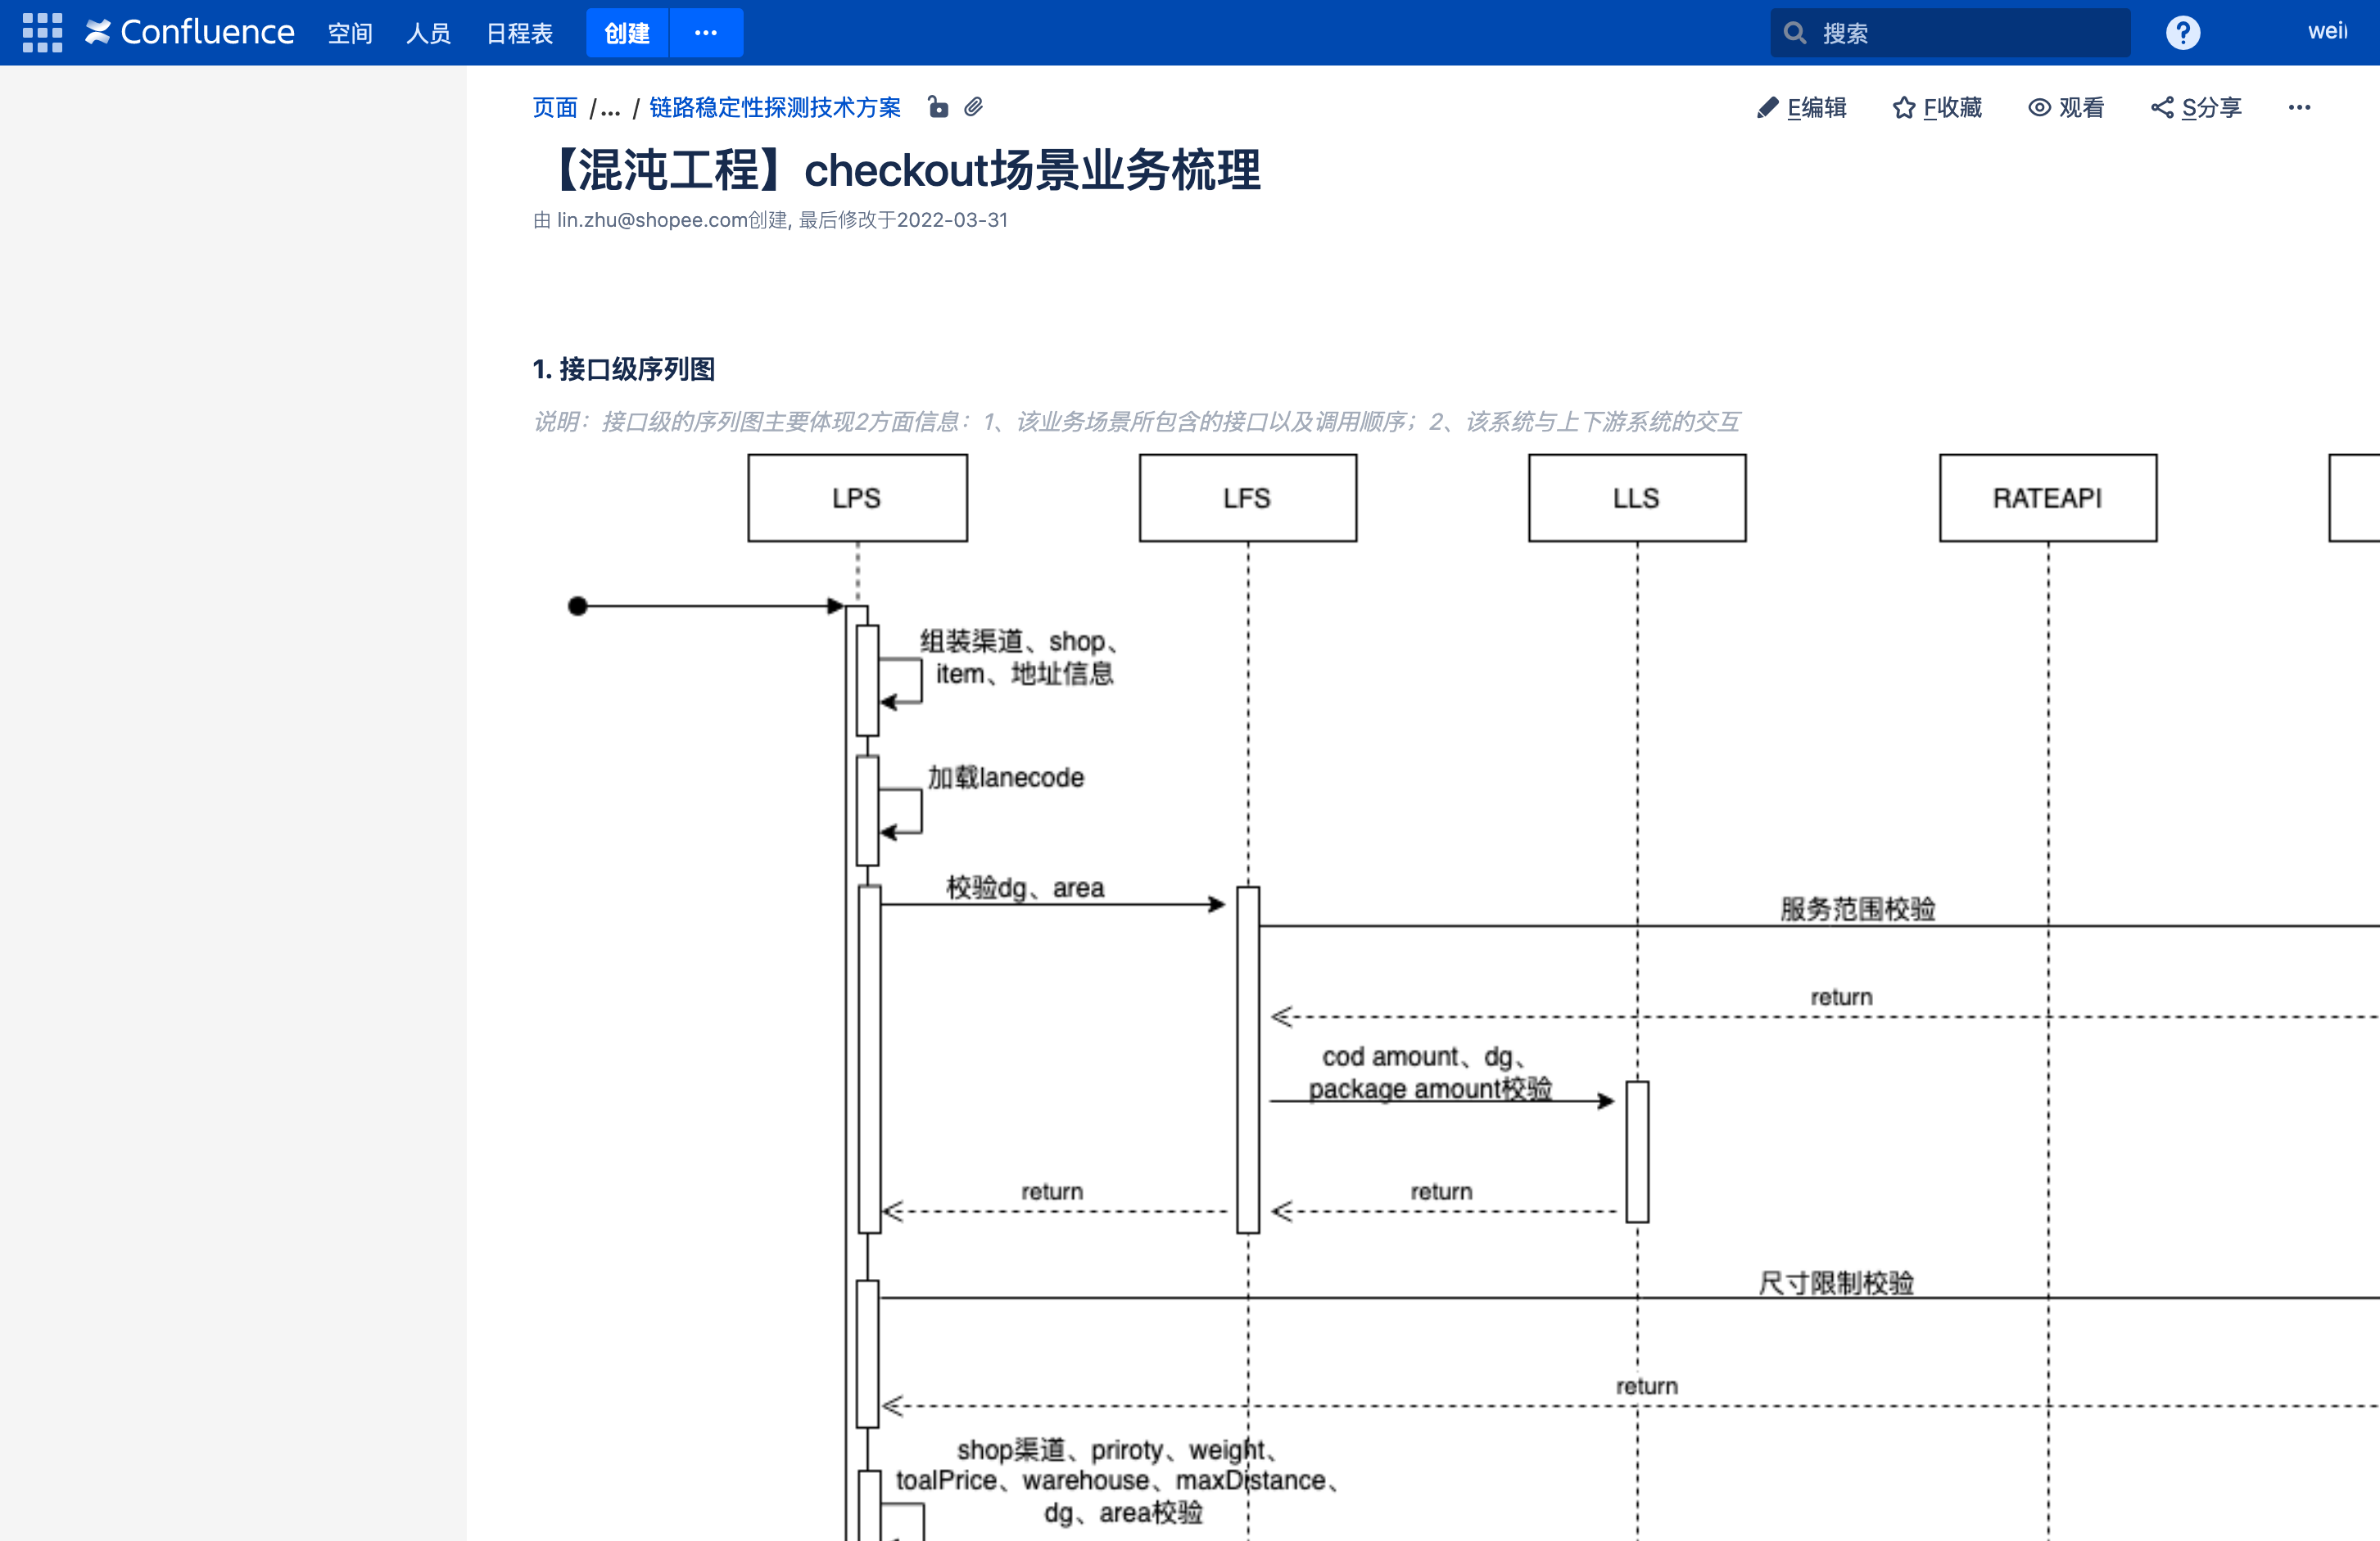 Confluence 空间 人员 日程表 创建 ··· 搜索 ?
页面 /... / 链路稳定性探测技术方案 E编辑 F收藏 观看 S分享 ···
【混沌工程】checkout场景业务梳理
由 lin.zhu@shopee.com创建, 最后修改于2022-03-31
1. 接口级序列图
说明：接口级的序列图主要体现2方面信息：1、该业务场景所包含的接口以及调用顺序；2、该系统与上下游系统的交互
LPS LFS LLS RATEAPI
组装渠道、shop、
item、地址信息
加载lanecode
校验dg、area
服务范围校验
return
cod amount、dg、
package amount校验
return return
尺寸限制校验
return
shop渠道、priroty、weight、
toalPrice、warehouse、maxDistance、
dg、area校验